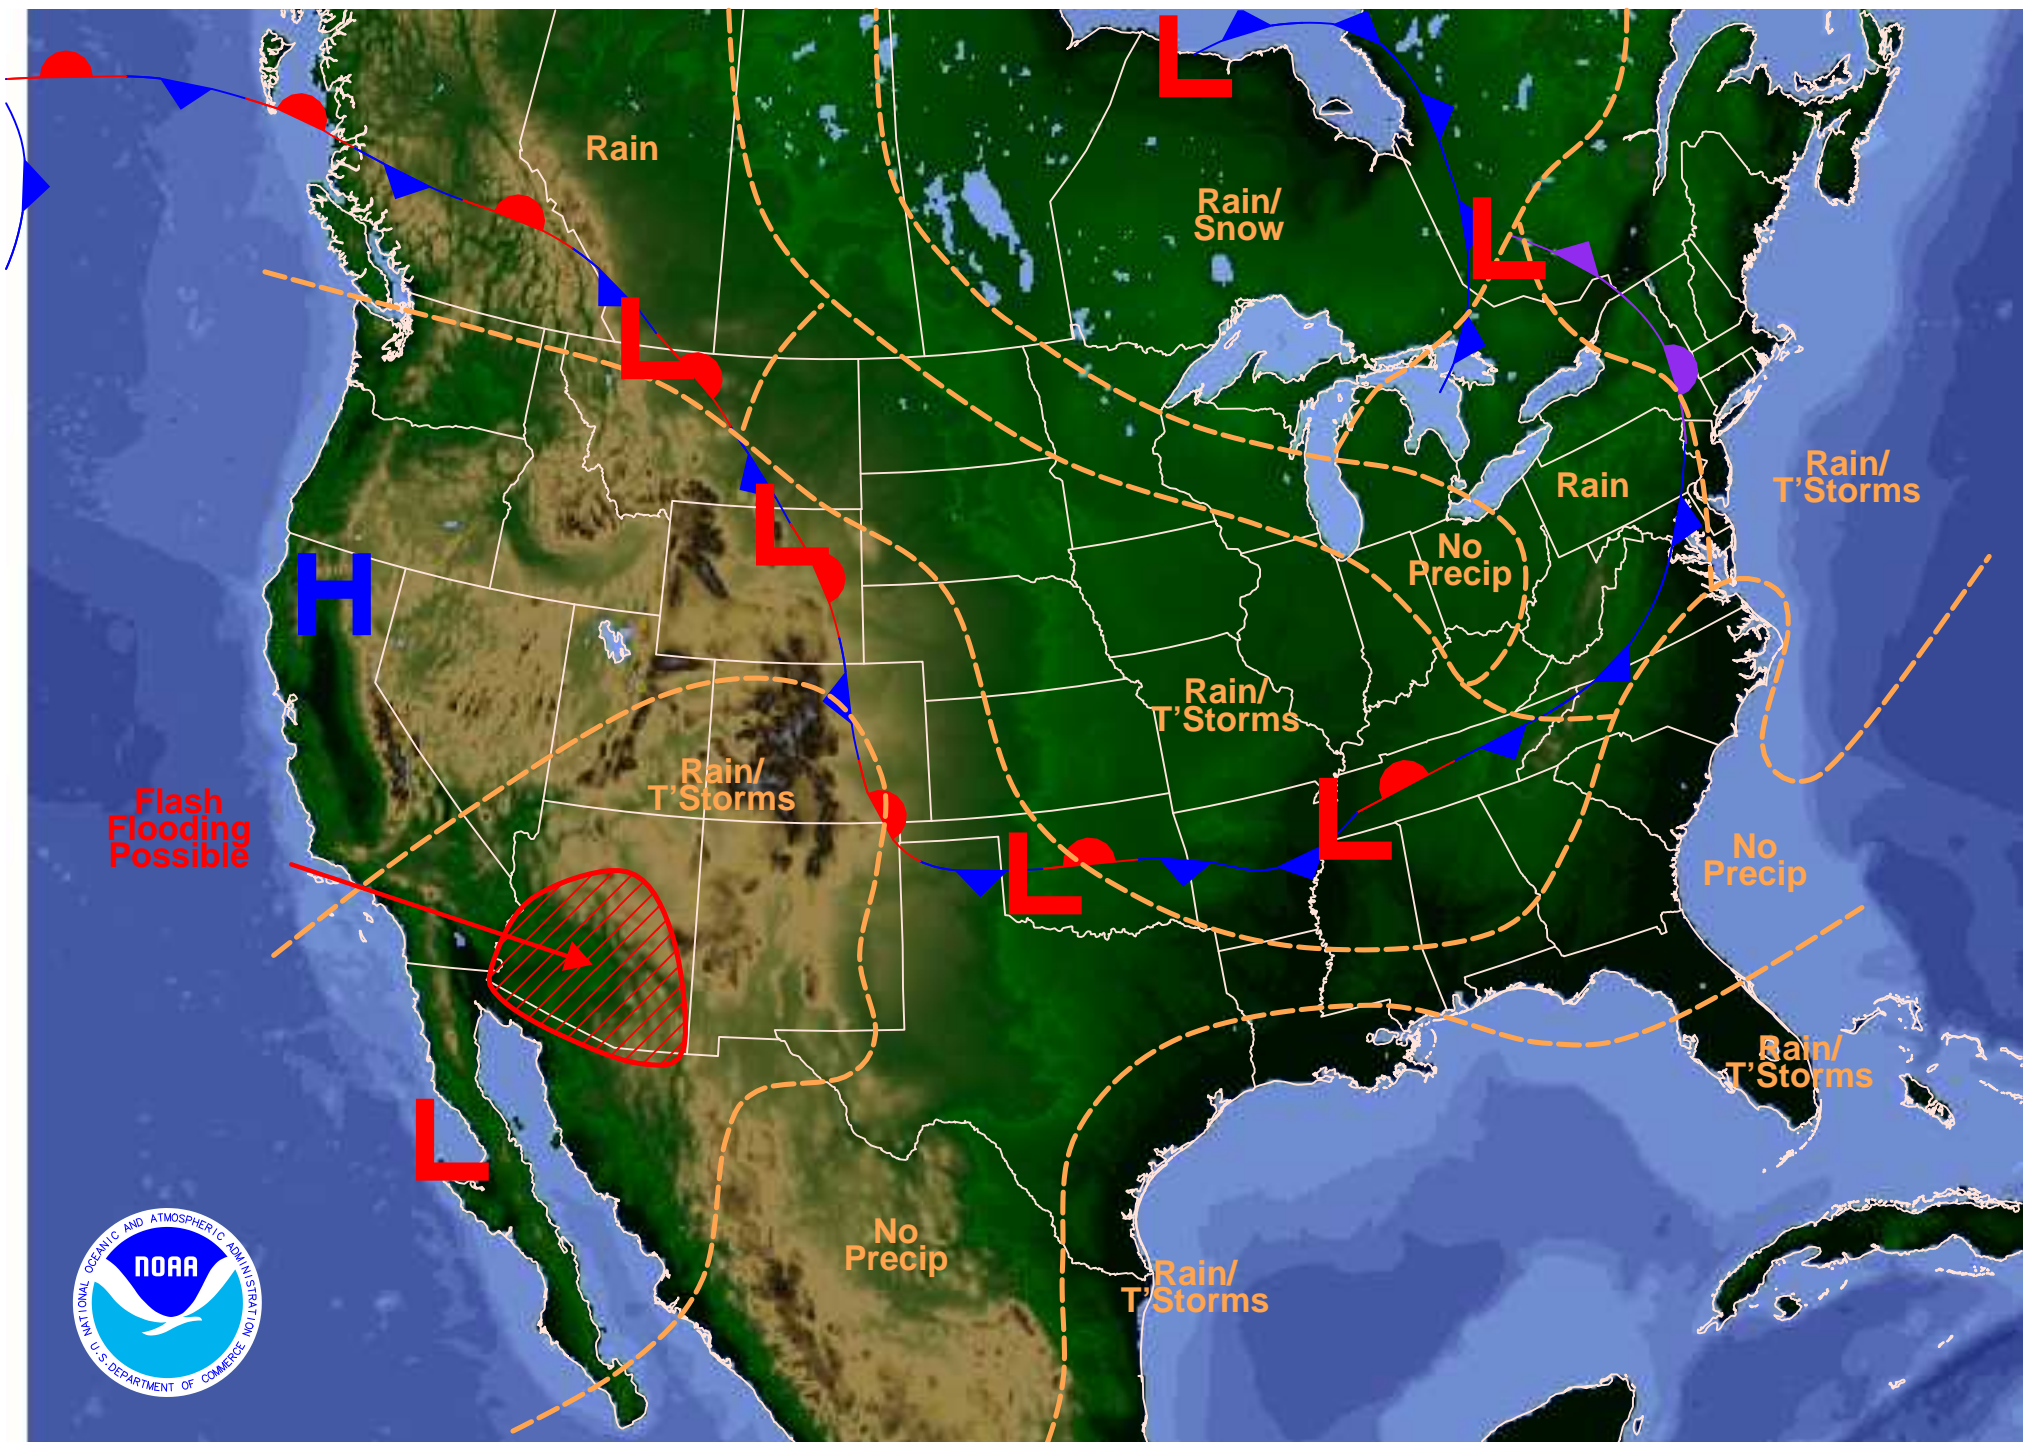 L
Rain
Rain/
Snow
L
L
Rain/
T'Storms
Rain
L
No
Precip
H
Rain/
T'Storms
Rain/
T'Storms
Flash
Flooding
Possible
L
L
No
Precip
Rain/
T'Storms
L
No
Precip
Rain/
T'Storms
NATIONAL OCEANIC AND ATMOSPHERIC ADMINISTRATION
NOAA
U.S. DEPARTMENT OF COMMERCE